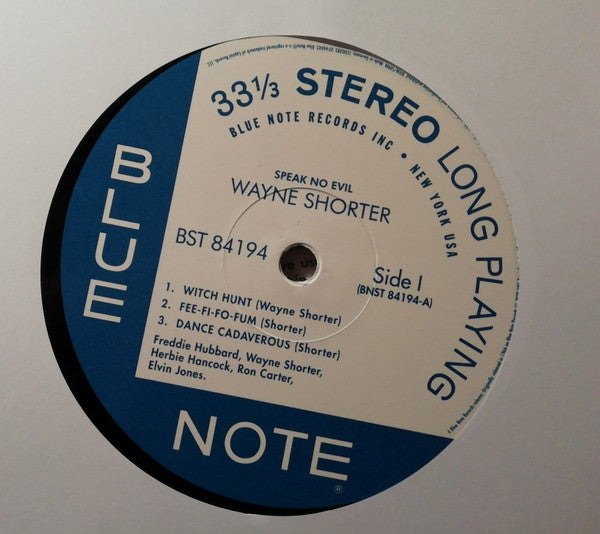 33⅓ STEREO LONG PLAYING
BLUE NOTE RECORDS INC • NEW YORK USA
SPEAK NO EVIL
WAYNE SHORTER
BST 84194
Side I
(BNST 84194-A)
1. WITCH HUNT (Wayne Shorter)
2. FEE-FI-FO-FUM (Shorter)
3. DANCE CADAVEROUS (Shorter)
Freddie Hubbard, Wayne Shorter,
Herbie Hancock, Ron Carter,
Elvin Jones.
BLUE
NOTE
®